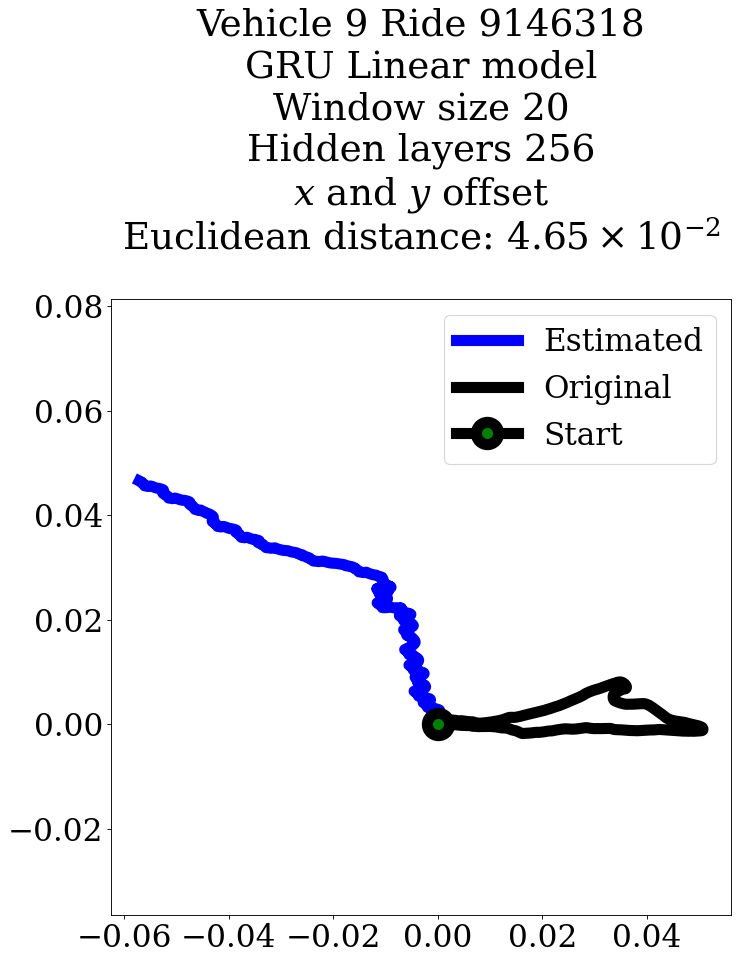 Vehicle 9 Ride 9146318
GRU Linear model
Window size 20
Hidden layers 256
x and y offset
Euclidean distance: 4.65 × 10⁻²
Estimated
Original
Start
0.08
0.06
0.04
0.02
0.00
−0.02
−0.06 −0.04 −0.02 0.00 0.02 0.04